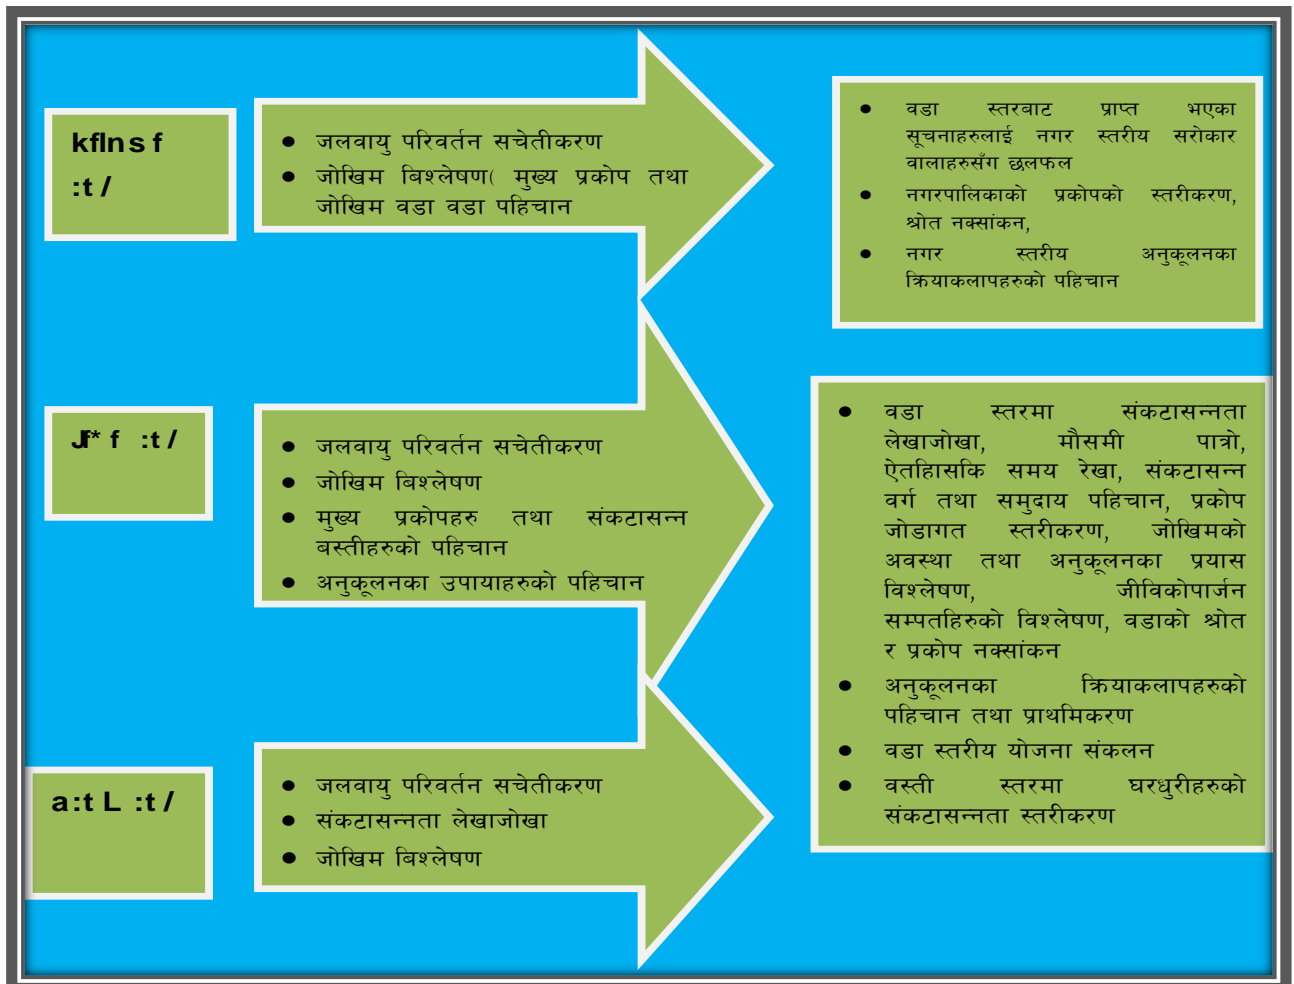 kflns f
:t /
● जलवायु परिवर्तन सचेतीकरण
● जोखिम बिश्लेषण( मुख्य प्रकोप तथा
जोखिम वडा वडा पहिचान
● वडा स्तरबाट प्राप्त भएका
सूचनाहरुलाई नगर स्तरीय सरोकार
वालाहरुसँग छलफल
● नगरपालिकाको प्रकोपको स्तरीकरण,
श्रोत नक्सांकन,
● नगर स्तरीय अनुकूलनका
क्रियाकलापहरुको पहिचान
Jf* f :t /
● जलवायु परिवर्तन सचेतीकरण
● जोखिम बिश्लेषण
● मुख्य प्रकोपहरु तथा संकटासन्न
बस्तीहरुको पहिचान
● अनुकूलनका उपायाहरुको पहिचान
● वडा स्तरमा संकटासन्नता
लेखाजोखा, मौसमी पात्रो,
ऐतहिासकि समय रेखा, संकटासन्न
वर्ग तथा समुदाय पहिचान, प्रकोप
जोडागत स्तरीकरण, जोखिमको
अवस्था तथा अनुकूलनका प्रयास
विश्लेषण, जीविकोपार्जन
सम्पतहिरुको विश्लेषण, वडाको श्रोत
र प्रकोप नक्सांकन
● अनुकूलनका क्रियाकलापहरुको
पहिचान तथा प्राथमिकरण
● वडा स्तरीय योजना संकलन
● वस्ती स्तरमा घरधुरीहरुको
संकटासन्नता स्तरीकरण
a:t L :t /
● जलवायु परिवर्तन सचेतीकरण
● संकटासन्नता लेखाजोखा
● जोखिम बिश्लेषण